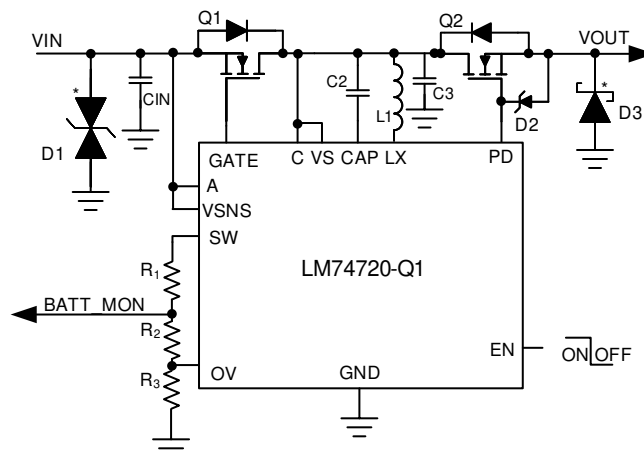 Q1
Q2
VIN
VOUT
*
CIN
C2
L1
C3
D2
*
D3
D1
GATE
C
VS
CAP
LX
PD
A
VSNS
SW
LM74720-Q1
R1
BATT_MON
R2
R3
OV
GND
EN
ON
OFF